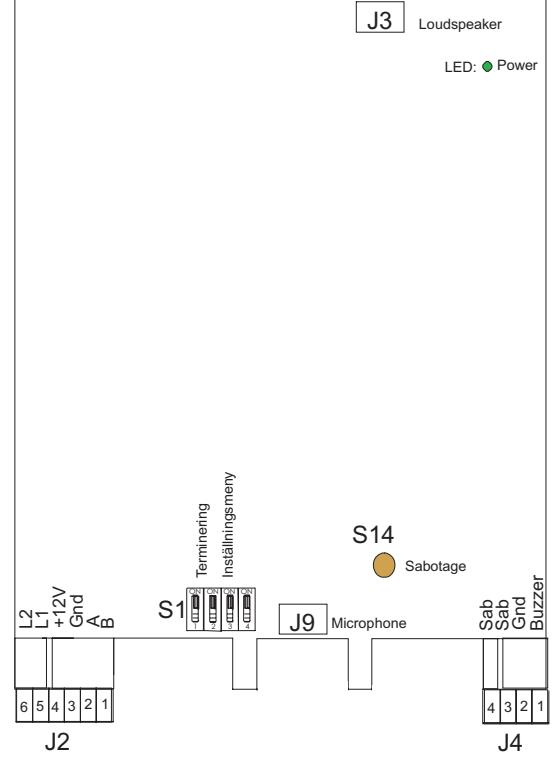 J3 Loudspeaker
LED: Power
Terminering
Inställningsmeny
S14
Sabotage
S1
ON ON ON ON
1 2 3 4
J9 Microphone
L2
L1
+12V
Gnd
A
B
Sab
Sab
Gnd
Buzzer
6 5 4 3 2 1
4 3 2 1
J2
J4